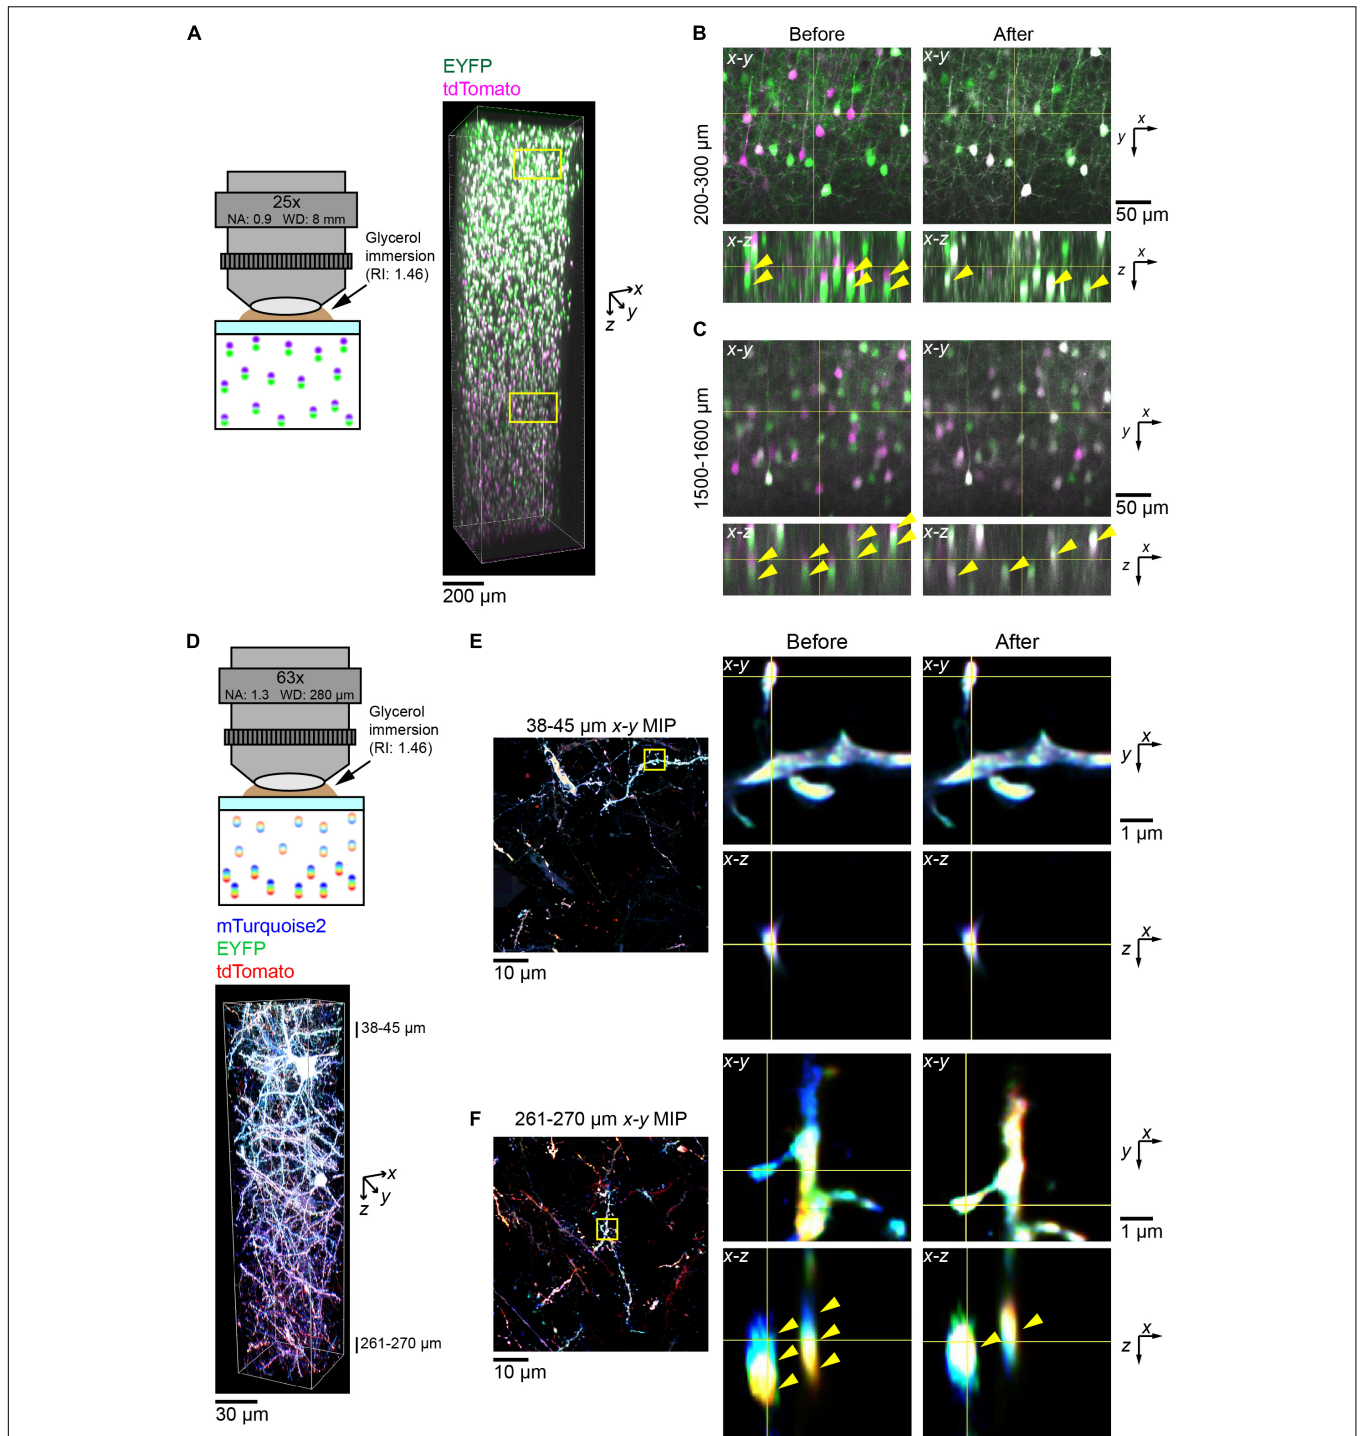 A
EYFP
tdTomato
25x
NA: 0.9 WD: 8 mm
Glycerol
immersion
(RI: 1.46)
x
y
z
200 µm
B
Before
After
200-300 µm
x-y
x-y
x
y
50 µm
x-z
x-z
x
z
C
1500-1600 µm
x-y
x-y
x
y
50 µm
x-z
x-z
x
z
D
63x
NA: 1.3 WD: 280 µm
Glycerol
immersion
(RI: 1.46)
mTurquoise2
EYFP
tdTomato
38-45 µm
x
y
z
261-270 µm
30 µm
E
Before
After
38-45 µm x-y MIP
10 µm
x-y
x-y
x
y
1 µm
x-z
x-z
x
z
F
261-270 µm x-y MIP
10 µm
x-y
x-y
x
y
1 µm
x-z
x-z
x
z